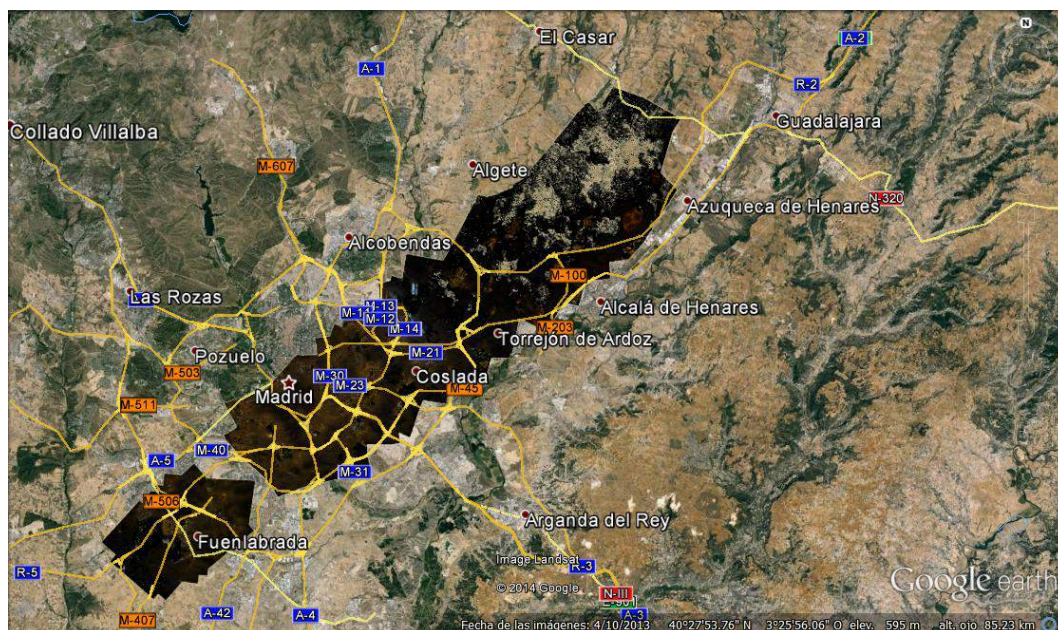 El Casar
A-2
A-1
R-2
Guadalajara
Collado Villalba
M-607
Algete
N-320
Azuqueca de Henares
Alcobendas
M-100
Las Rozas
Alcalá de Henares
M-13
M-12
M-14
M-203
Torrejón de Ardoz
Pozuelo
M-21
M-503
Coslada
M-30
M-23
M-45
Madrid
M-511
M-40
A-5
M-31
M-506
Arganda del Rey
Fuenlabrada
Image Landsat
R-5
R-3
© 2014 Google
Google earth
N-III
M-407
A-42
A-4
A-3
Fecha de las imágenes: 4/10/2013 40°27'53.76" N 3°25'56.06" O elev. 595 m alt. ojo 85.23 km